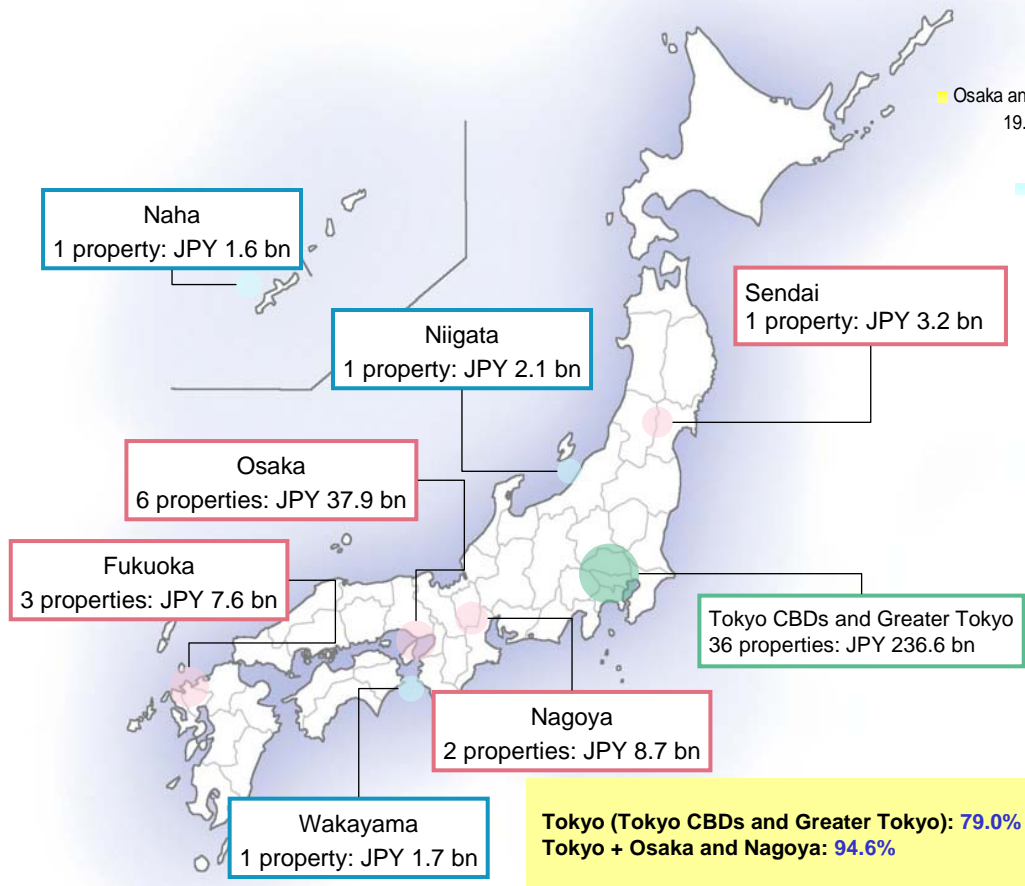 Osaka an
19.
Naha
1 property: JPY 1.6 bn
Sendai
1 property: JPY 3.2 bn
Niigata
1 property: JPY 2.1 bn
Osaka
6 properties: JPY 37.9 bn
Fukuoka
3 properties: JPY 7.6 bn
Tokyo CBDs and Greater Tokyo
36 properties: JPY 236.6 bn
Nagoya
2 properties: JPY 8.7 bn
Wakayama
1 property: JPY 1.7 bn
Tokyo (Tokyo CBDs and Greater Tokyo): 79.0%
Tokyo + Osaka and Nagoya: 94.6%